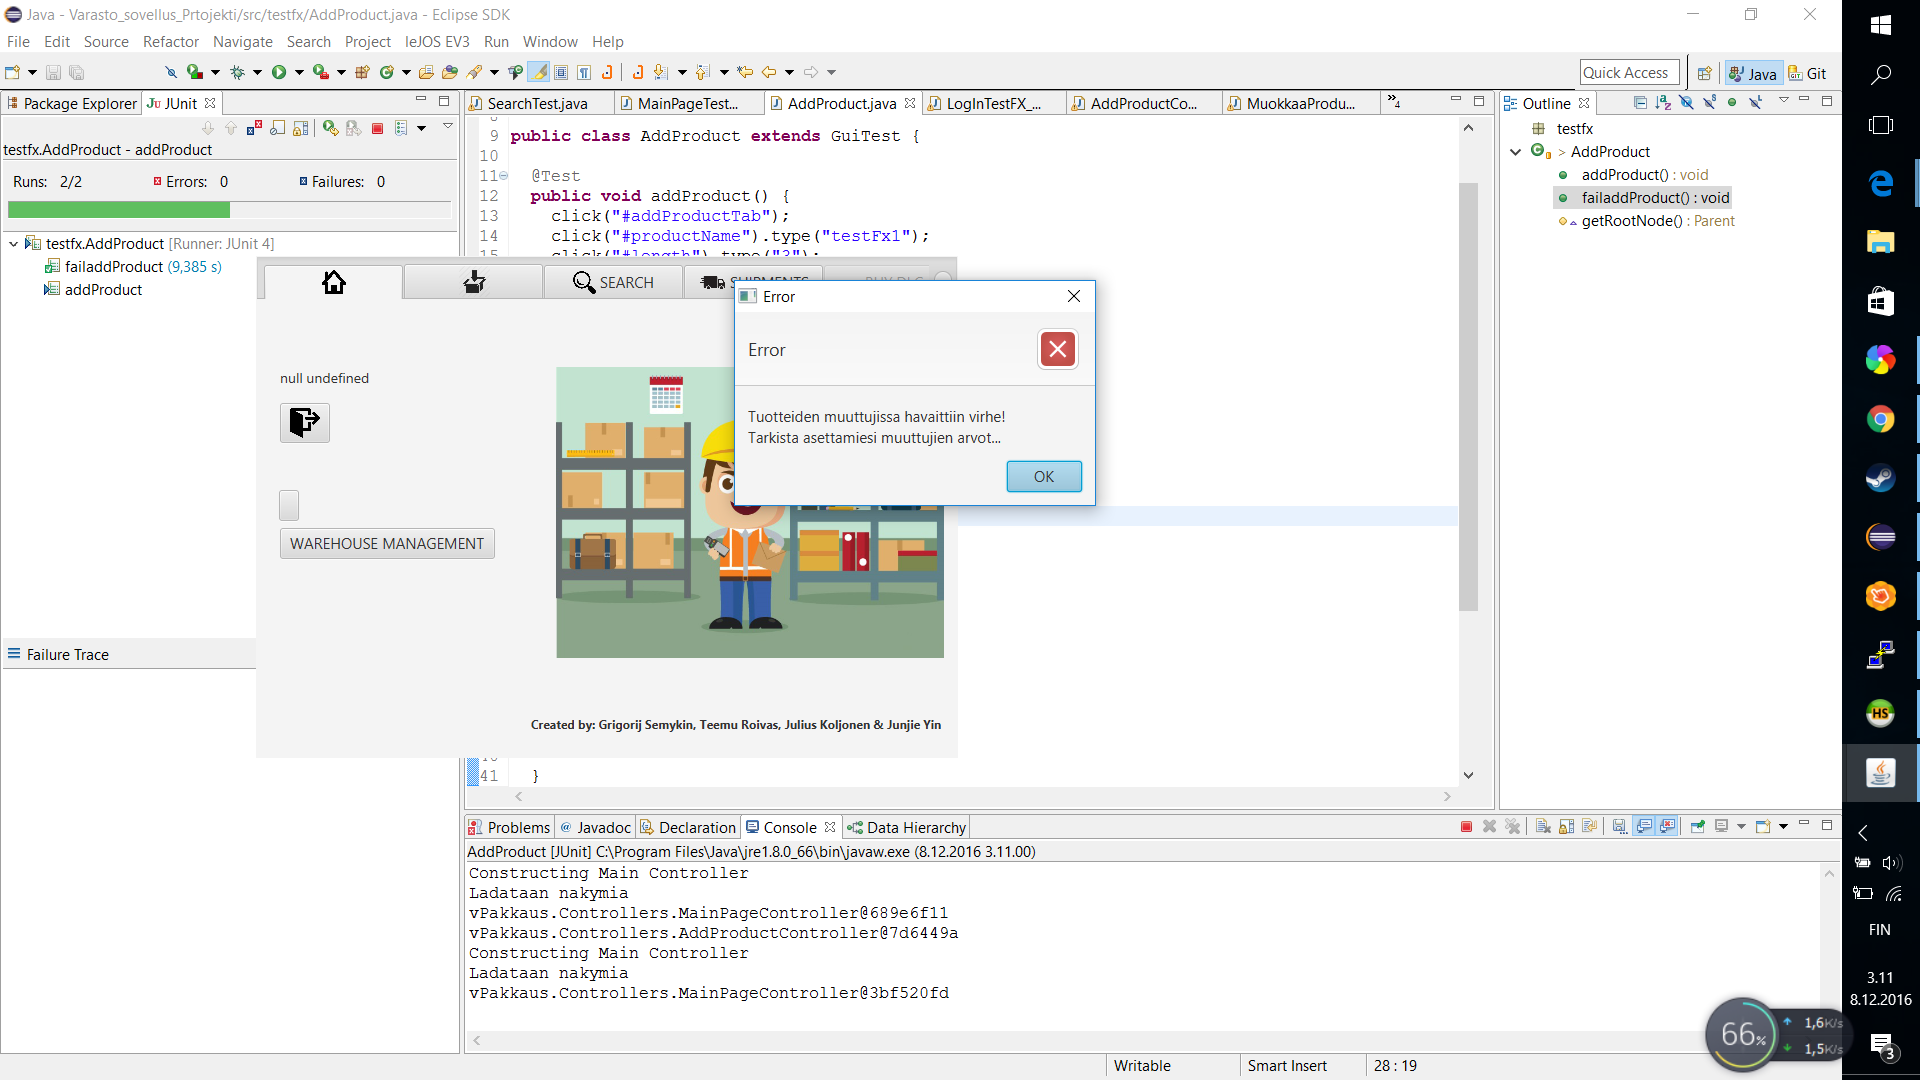 Java - Varasto_sovellus_Prtojekti/src/testfx/AddProduct.java - Eclipse SDK
File Edit Source Refactor Navigate Search Project leJOS EV3 Run Window Help
Quick Access Java Git
Package Explorer JUnit
testfx.AddProduct - addProduct
Runs: 2/2 Errors: 0 Failures: 0
testfx.AddProduct [Runner: JUnit 4]
failaddProduct (9,385 s)
addProduct
Failure Trace
SearchTest.java MainPageTest... AddProduct.java LogInTestFX_... AddProductCo... MuokkaaProdu... »4
9 public class AddProduct extends GuiTest {
10
11 @Test
12 public void addProduct() {
13 click("#addProductTab");
14 click("#productName").type("testFx1");
15 click("#length").type("3");
41 }
SEARCH SHIPMENTS
null undefined
WAREHOUSE MANAGEMENT
Created by: Grigorij Semykin, Teemu Roivas, Julius Koljonen & Junjie Yin
Error
Error
Tuotteiden muuttujissa havaittiin virhe!
Tarkista asettamiesi muuttujien arvot...
OK
Outline
testfx
> AddProduct
addProduct() : void
failaddProduct() : void
getRootNode() : Parent
Problems Javadoc Declaration Console Data Hierarchy
AddProduct [JUnit] C:\Program Files\Java\jre1.8.0_66\bin\javaw.exe (8.12.2016 3.11.00)
Constructing Main Controller
Ladataan nakymia
vPakkaus.Controllers.MainPageController@689e6f11
vPakkaus.Controllers.AddProductController@7d6449a
Constructing Main Controller
Ladataan nakymia
vPakkaus.Controllers.MainPageController@3bf520fd
Writable Smart Insert 28 : 19
HS
FIN
3.11
8.12.2016
66%
1,6K/s
1,5K/s
3